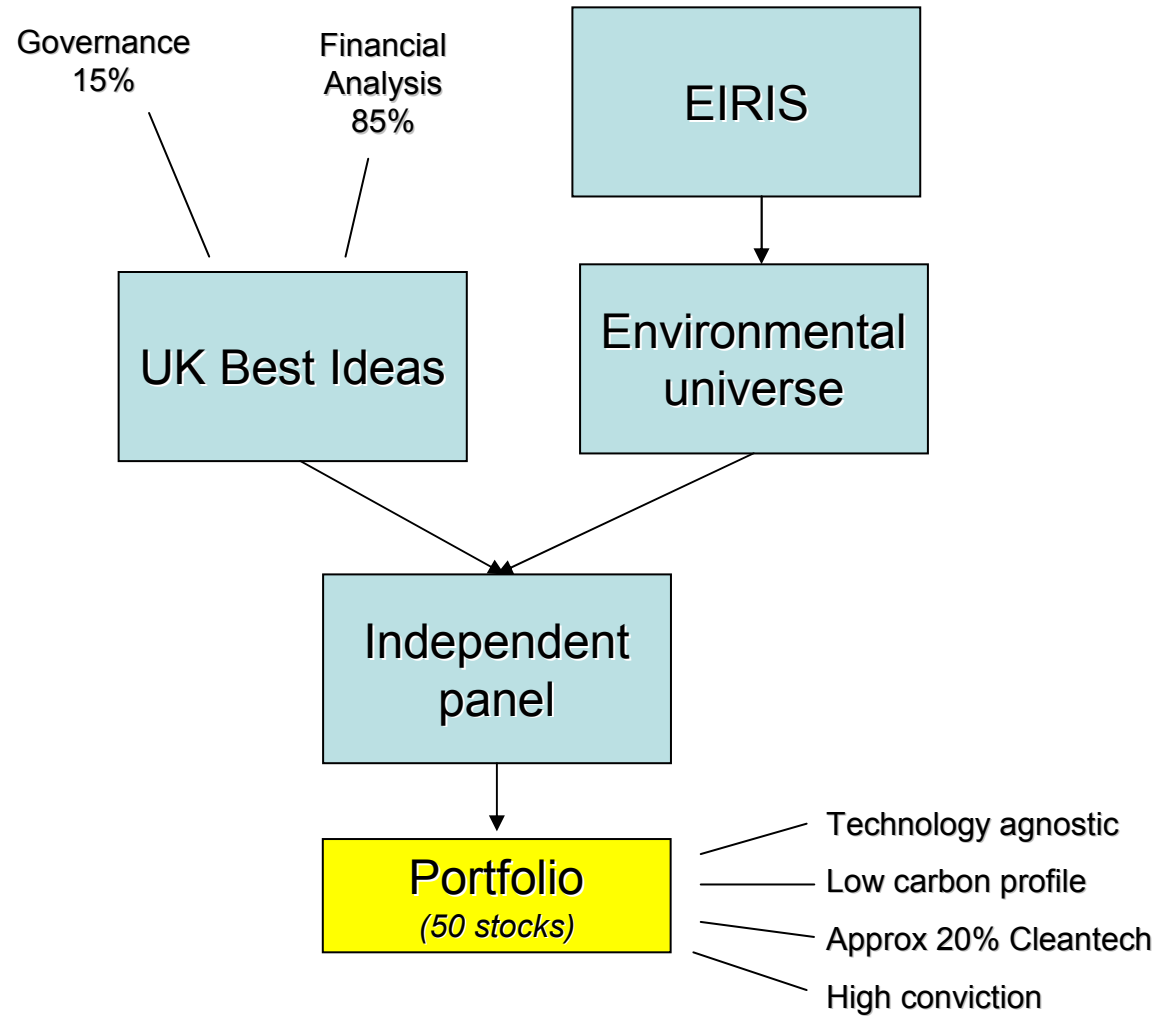 Governance
15%
Financial
Analysis
85%
EIRIS
UK Best Ideas
Environmental
universe
Independent
panel
Portfolio
(50 stocks)
Technology agnostic
Low carbon profile
Approx 20% Cleantech
High conviction